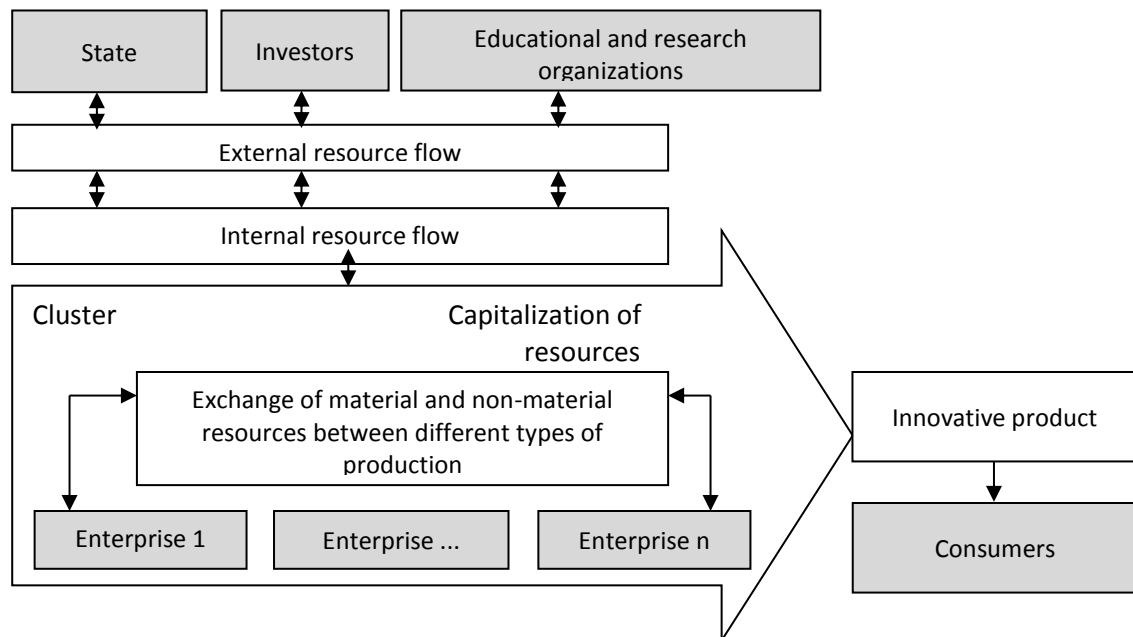 State
Investors
Educational and research
organizations
External resource flow
Internal resource flow
Cluster
Capitalization of
resources
Exchange of material and non-material
resources between different types of
production
Innovative product
Enterprise 1
Enterprise ...
Enterprise n
Consumers